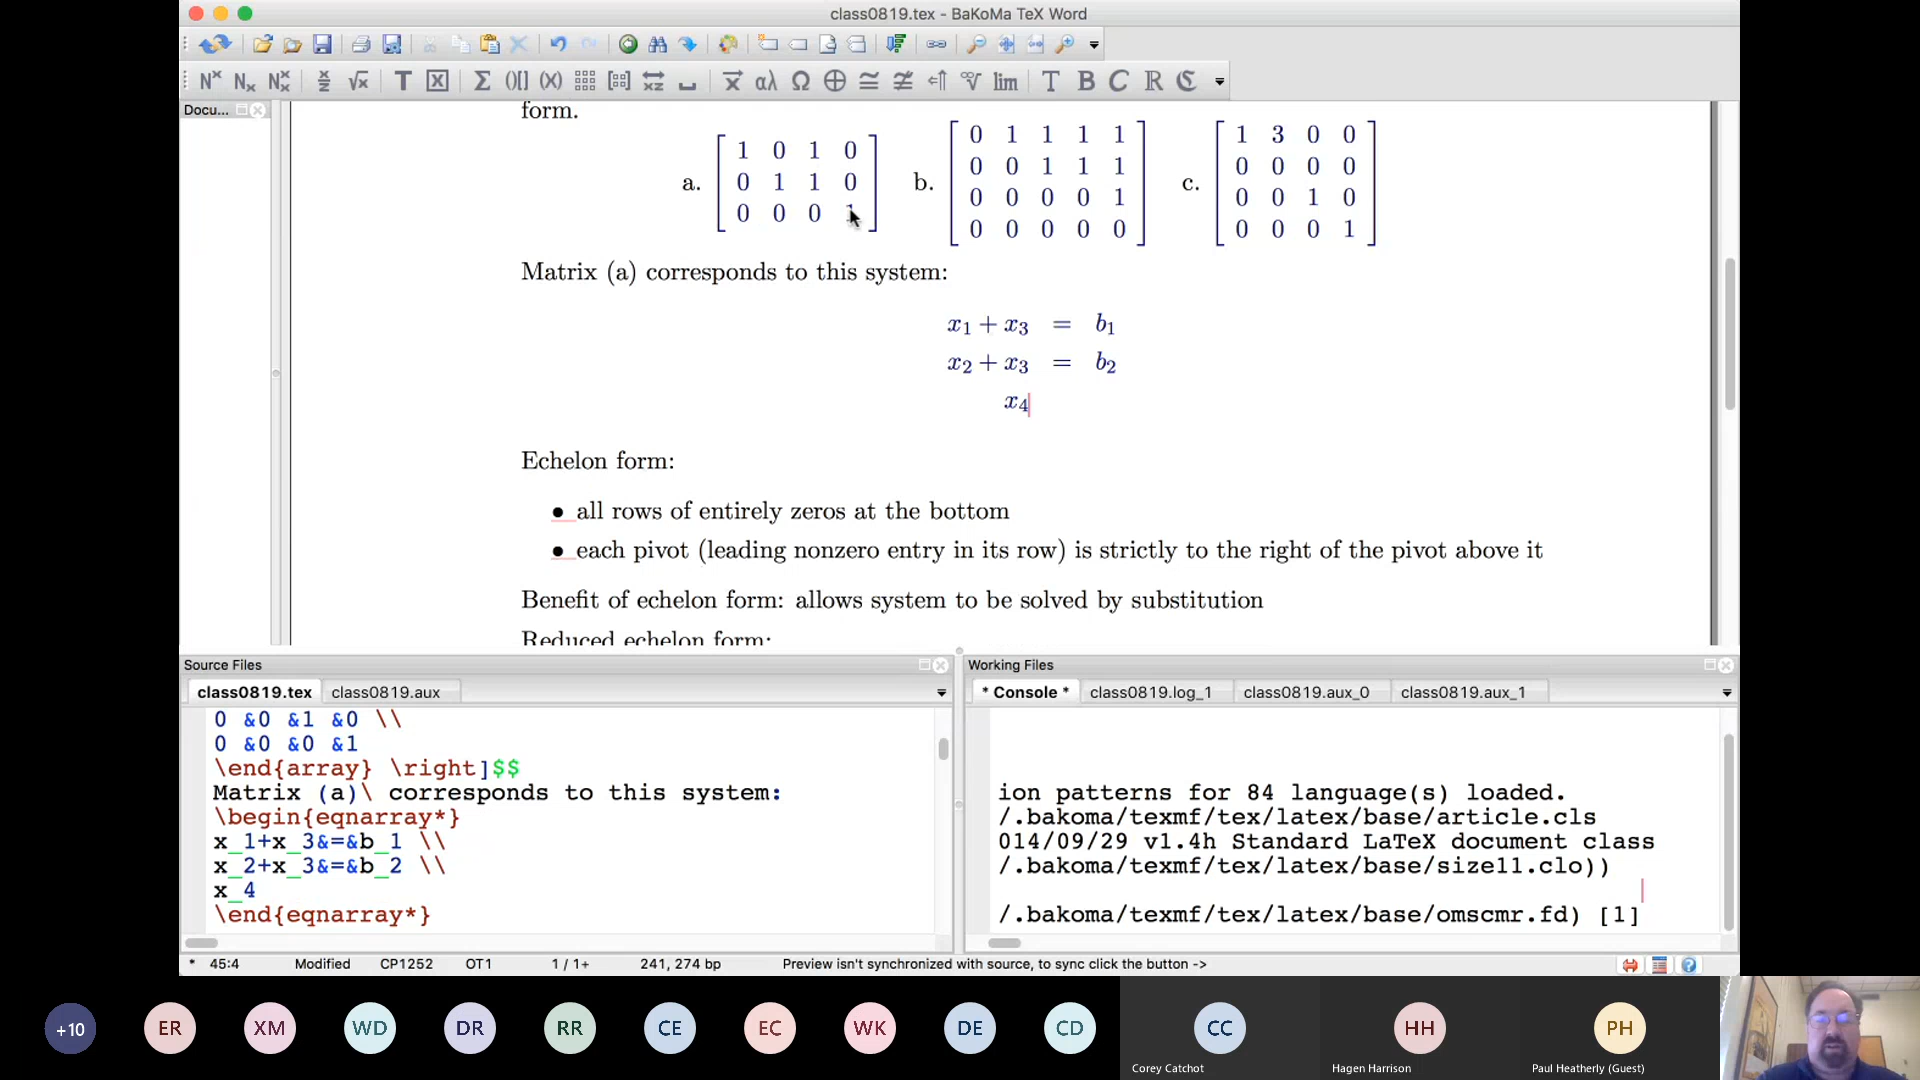 class0819.tex - BaKoMa TeX Word
Docu...
form.
a. [ 1 0 1 0
0 1 1 0
0 0 0 1 ]
b. [ 0 1 1 1 1
0 0 1 1 1
0 0 0 0 1
0 0 0 0 0 ]
c. [ 1 3 0 0
0 0 0 0
0 0 1 0
0 0 0 1 ]
Matrix (a) corresponds to this system:
x₁ + x₃ = b₁
x₂ + x₃ = b₂
x₄
Echelon form:
• all rows of entirely zeros at the bottom
• each pivot (leading nonzero entry in its row) is strictly to the right of the pivot above it
Benefit of echelon form: allows system to be solved by substitution
Reduced echelon form:
Source Files
class0819.tex class0819.aux
0 &0 &1 &0 \\
0 &0 &0 &1
\end{array} \right]$$
Matrix (a)\ corresponds to this system:
\begin{eqnarray*}
x_1+x_3&=&b_1 \\
x_2+x_3&=&b_2 \\
x_4
\end{eqnarray*}
Working Files
* Console * class0819.log_1 class0819.aux_0 class0819.aux_1
ion patterns for 84 language(s) loaded.
/.bakoma/texmf/tex/latex/base/article.cls
014/09/29 v1.4h Standard LaTeX document class
/.bakoma/texmf/tex/latex/base/size11.clo))
/.bakoma/texmf/tex/latex/base/omscmr.fd) [1]
* 45:4 Modified CP1252 OT1 1 / 1+ 241, 274 bp Preview isn't synchronized with source, to sync click the button ->
+10 ER XM WD DR RR CE EC WK DE CD CC HH PH
Corey Catchot Hagen Harrison Paul Heatherly (Guest)